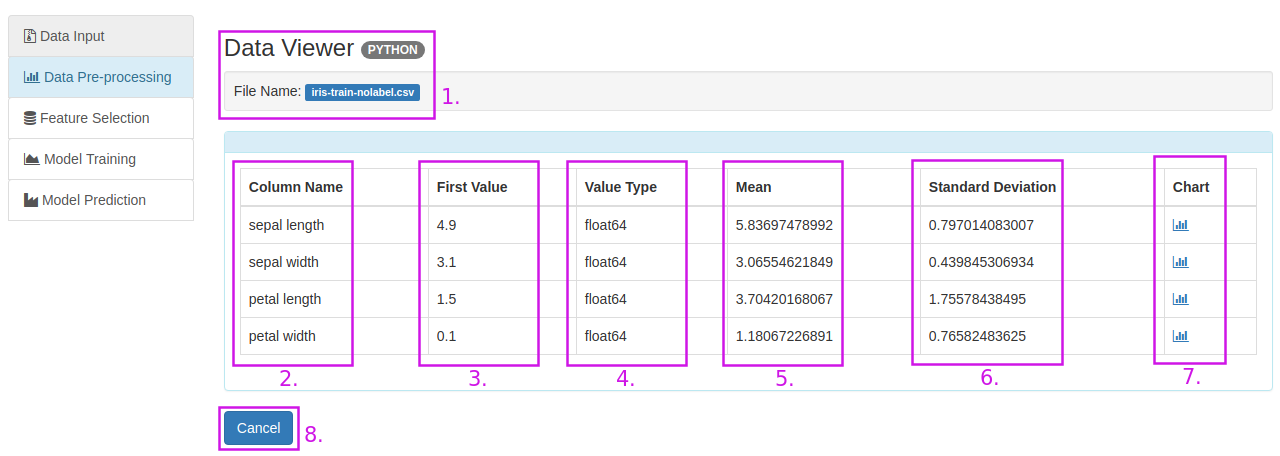 Data Input
Data Pre-processing
Feature Selection
Model Training
Model Prediction
Data Viewer PYTHON
File Name: iris-train-nolabel.csv 1.
Column Name First Value Value Type Mean Standard Deviation Chart
sepal length 4.9 float64 5.83697478992 0.797014083007
sepal width 3.1 float64 3.06554621849 0.439845306934
petal length 1.5 float64 3.70420168067 1.75578438495
petal width 0.1 float64 1.18067226891 0.76582483625
2. 3. 4. 5. 6. 7.
Cancel 8.